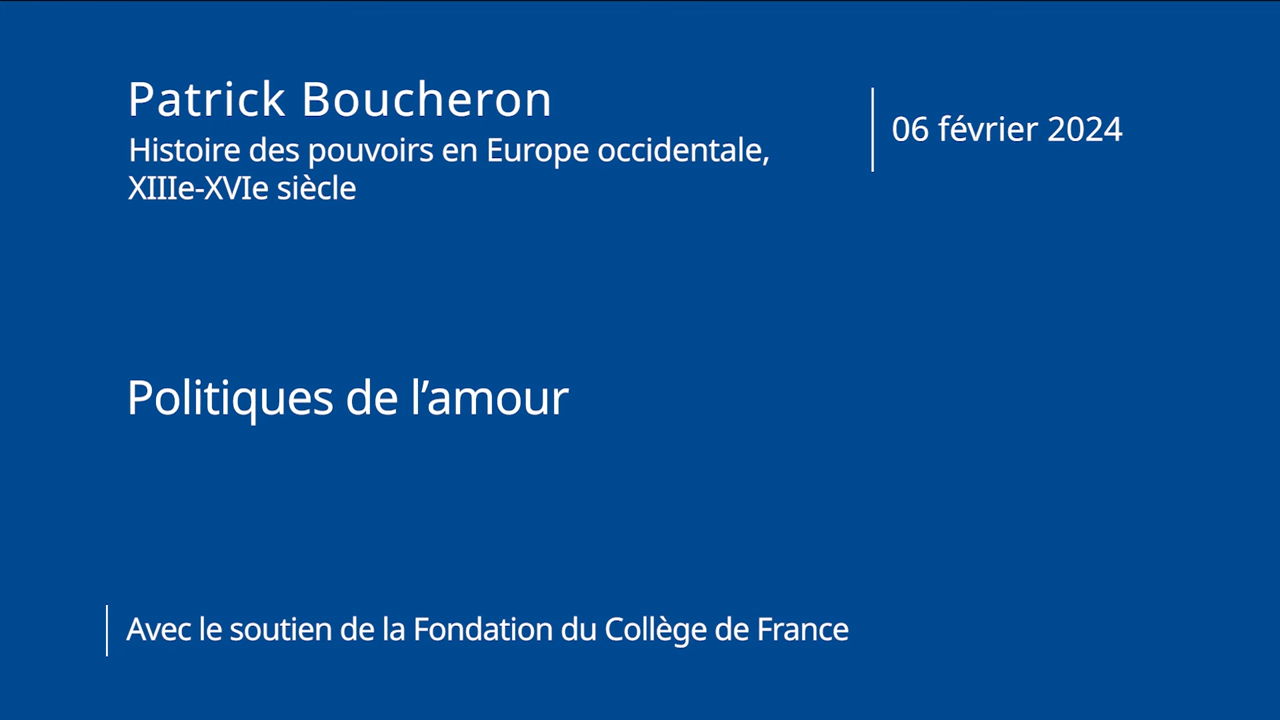 Patrick Boucheron
Histoire des pouvoirs en Europe occidentale,
XIIIe-XVIe siècle
06 février 2024
Politiques de l’amour
Avec le soutien de la Fondation du Collège de France